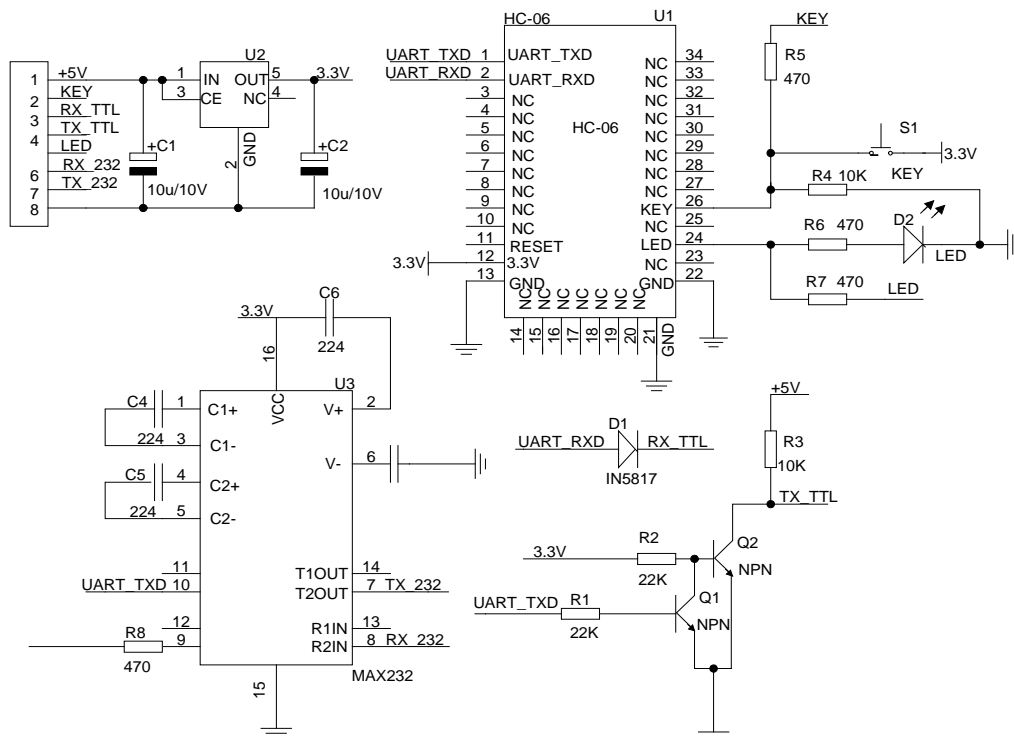 1 +5V
2 KEY
3 RX_TTL
4 TX_TTL
LED
6 RX_232
7 TX_232
8
+C1
10u/10V
U2
1 IN OUT 5 3.3V
3 CE NC 4
2 GND
+C2
10u/10V
HC-06 U1
HC-06
UART_TXD 1 UART_TXD
UART_RXD 2 UART_RXD
3 NC
4 NC
5 NC
6 NC
7 NC
8 NC
9 NC
10 NC
11 RESET
3.3V 12 3.3V
13 GND
NC 34
NC 33
NC 32
NC 31
NC 30
NC 29
NC 28
NC 27
KEY 26
NC 25
LED 24
NC 23
GND 22
NC NC NC NC NC NC NC
14 15 16 17 18 19 20 21 GND
KEY
R5
470
S1
3.3V
KEY
R4 10K
R6 470
D2
LED
R7 470 LED
3.3V
C6
224
16
U3
VCC
C4 1 C1+
224 3 C1-
C5 4 C2+
224 5 C2-
V+ 2
V- 6
11
UART_TXD 10
12
R8 9
470
T1OUT 14
T2OUT 7 TX_232
R1IN 13
R2IN 8 RX_232
MAX232
15
D1
UART_RXD RX_TTL
IN5817
+5V
R3
10K
TX_TTL
3.3V
R2
22K
Q2
NPN
UART_TXD
R1
22K
Q1
NPN